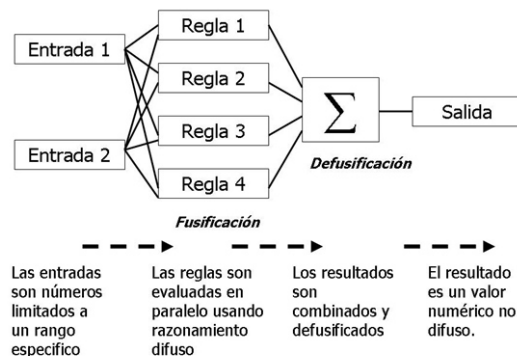 Entrada 1
Entrada 2
Regla 1
Regla 2
Regla 3
Regla 4
Fusificación
Σ
Defusificación
Salida
Las entradas
son números
limitados a
un rango
especifico
Las reglas son
evaluadas en
paralelo usando
razonamiento
difuso
Los resultados
son
combinados y
defusificados
El resultado
es un valor
numérico no
difuso.